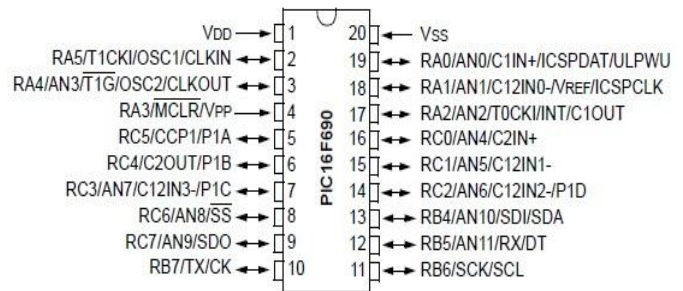 VDD 1 20 VSS
RA5/T1CKI/OSC1/CLKIN 2 19 RA0/AN0/C1IN+/ICSPDAT/ULPWU
RA4/AN3/T1G/OSC2/CLKOUT 3 18 RA1/AN1/C12IN0-/VREF/ICSPCLK
RA3/MCLR/VPP 4 17 RA2/AN2/T0CKI/INT/C1OUT
RC5/CCP1/P1A 5 16 RC0/AN4/C2IN+
RC4/C2OUT/P1B 6 15 RC1/AN5/C12IN1-
RC3/AN7/C12IN3-/P1C 7 14 RC2/AN6/C12IN2-/P1D
RC6/AN8/SS 8 13 RB4/AN10/SDI/SDA
RC7/AN9/SDO 9 12 RB5/AN11/RX/DT
RB7/TX/CK 10 11 RB6/SCK/SCL
PIC16F690